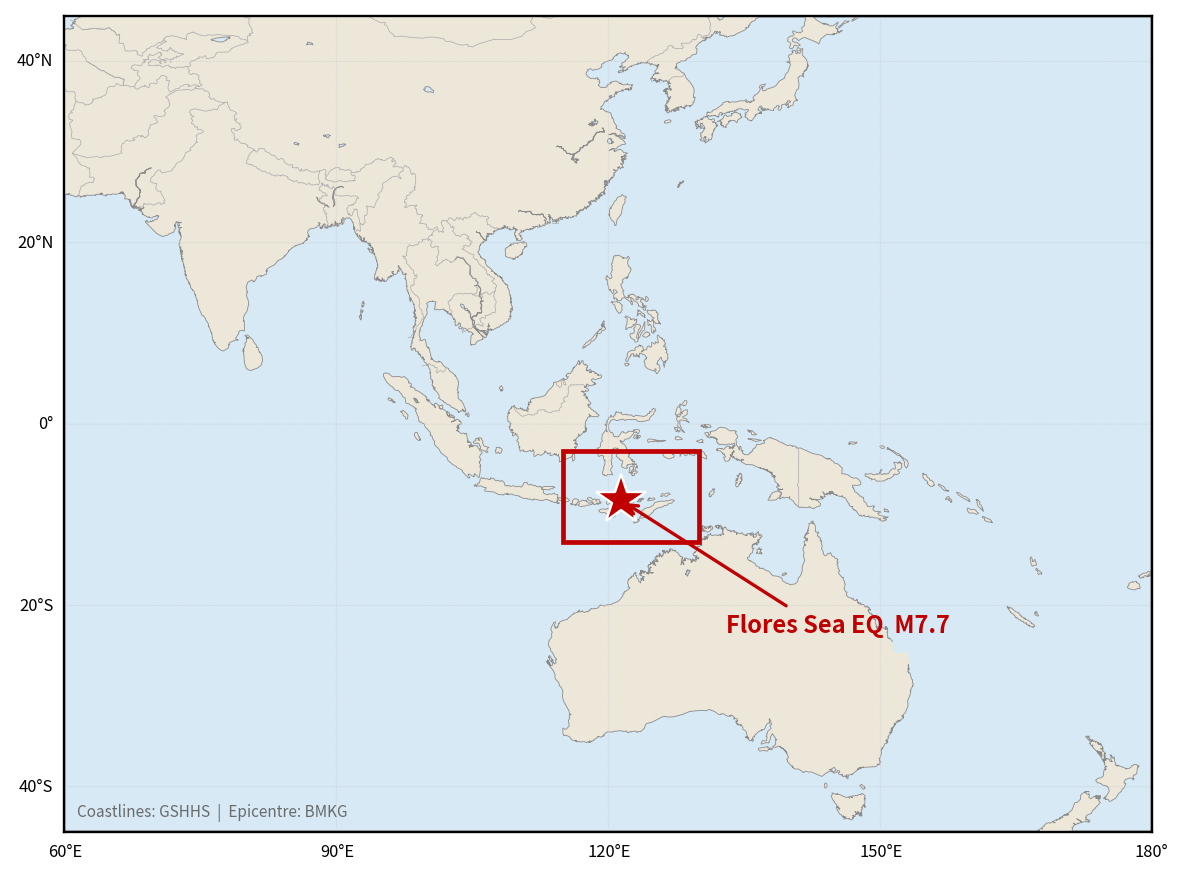 40°N
20°N
0°
20°S
Flores Sea EQ  M7.7
40°S
Coastlines: GSHHS | Epicentre: BMKG
60°E 90°E 120°E 150°E 180°